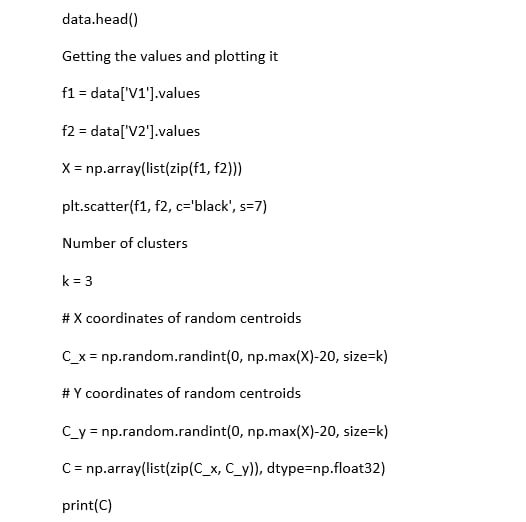 data.head()
Getting the values and plotting it
f1 = data['V1'].values
f2 = data['V2'].values
X = np.array(list(zip(f1, f2)))
plt.scatter(f1, f2, c='black', s=7)
Number of clusters
k = 3
# X coordinates of random centroids
C_x = np.random.randint(0, np.max(X)-20, size=k)
# Y coordinates of random centroids
C_y = np.random.randint(0, np.max(X)-20, size=k)
C = np.array(list(zip(C_x, C_y)), dtype=np.float32)
print(C)